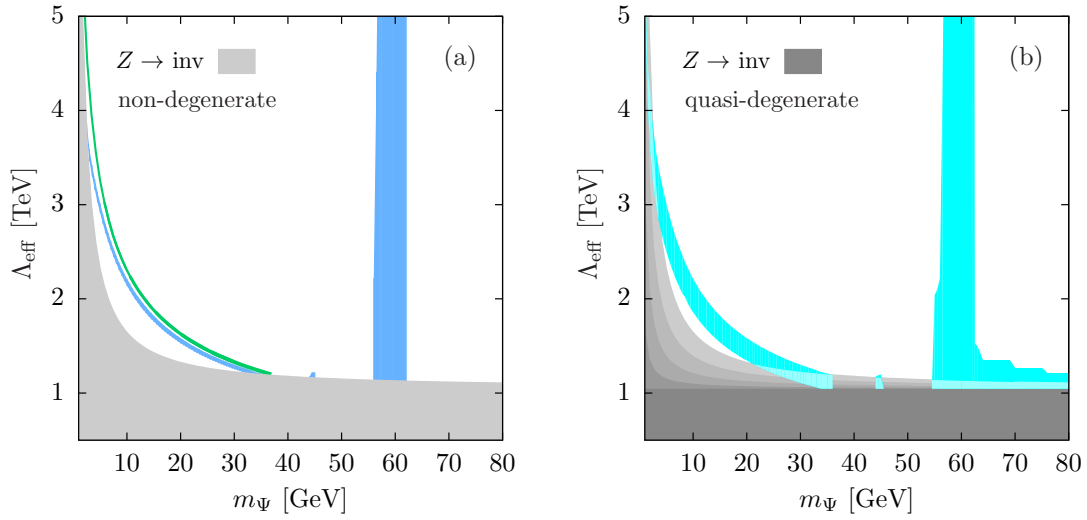 5
4
3
2
1
10 20 30 40 50 60 70 80
Λeff [TeV]
mΨ [GeV]
Z → inv
non-degenerate
(a)
5
4
3
2
1
10 20 30 40 50 60 70 80
Λeff [TeV]
mΨ [GeV]
Z → inv
quasi-degenerate
(b)